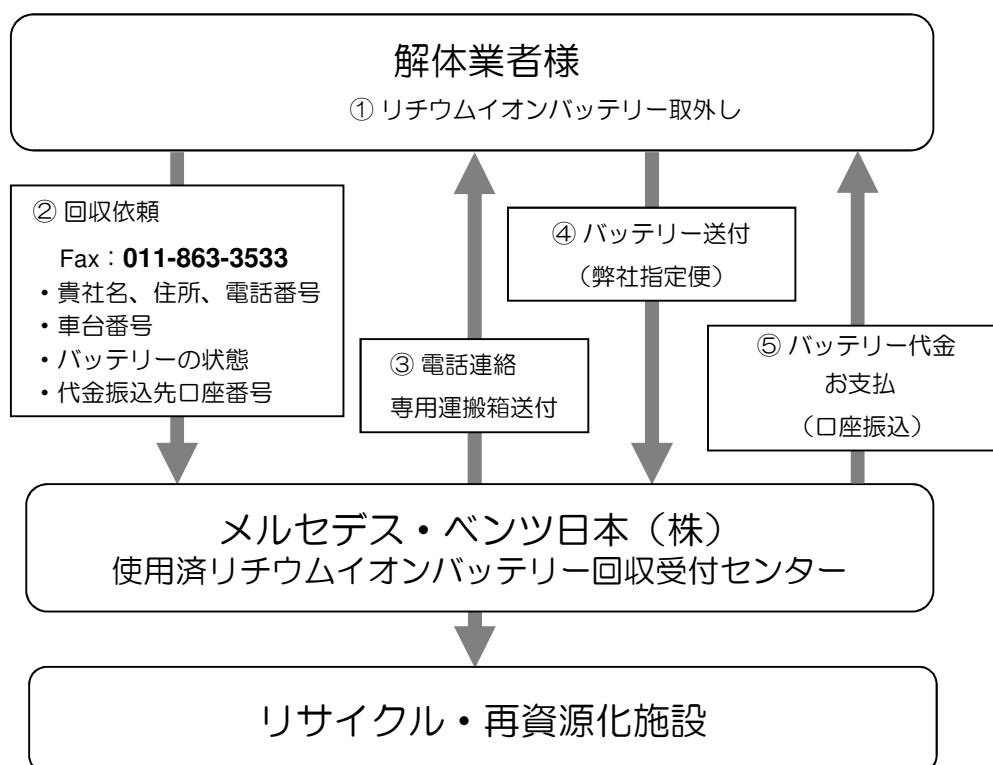 解体業者様
① リチウムイオンバッテリー取外し
② 回収依頼
Fax：011-863-3533
・貴社名、住所、電話番号
・車台番号
・バッテリーの状態
・代金振込先口座番号
③ 電話連絡
専用運搬箱送付
④ バッテリー送付
（弊社指定便）
⑤ バッテリー代金
お支払
（口座振込）
メルセデス・ベンツ日本（株）
使用済リチウムイオンバッテリー回収受付センター
リサイクル・再資源化施設